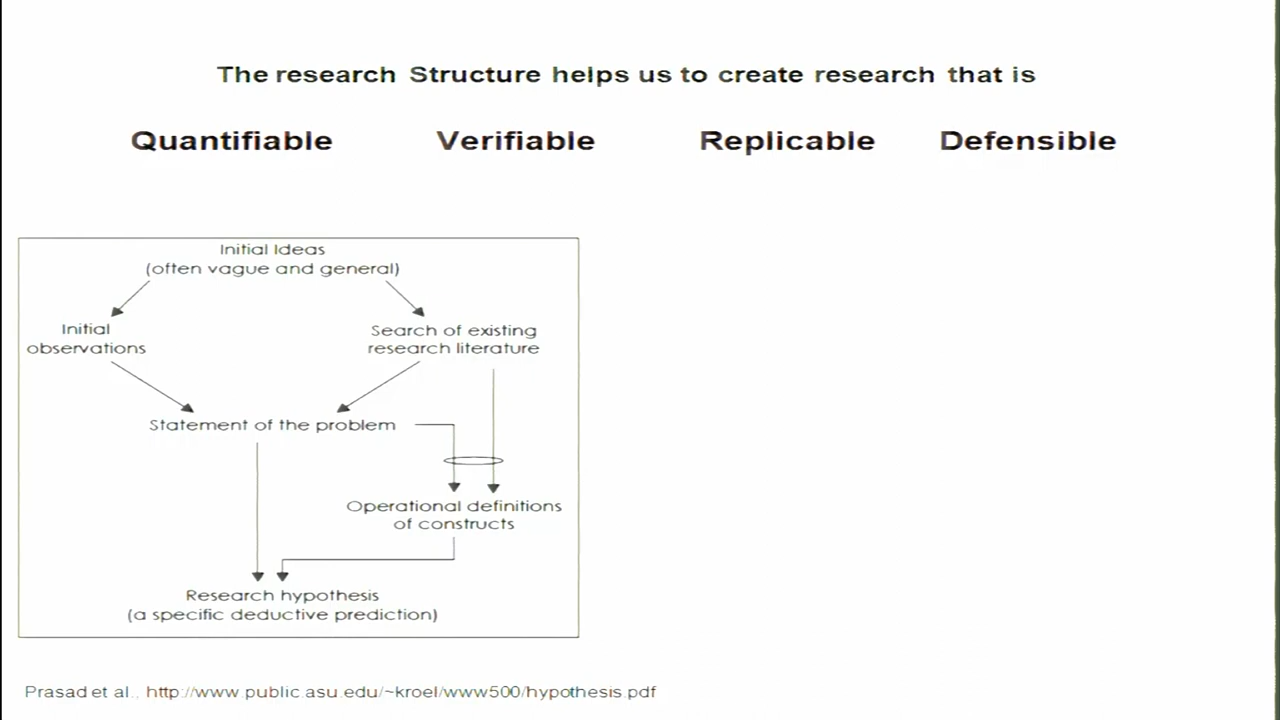 The research Structure helps us to create research that is
Quantifiable Verifiable Replicable Defensible
Initial Ideas
(often vague and general)
Initial
observations
Search of existing
research literature
Statement of the problem
Operational definitions
of constructs
Research hypothesis
(a specific deductive prediction)
Prasad et al., http://www.public.asu.edu/~kroel/www500/hypothesis.pdf